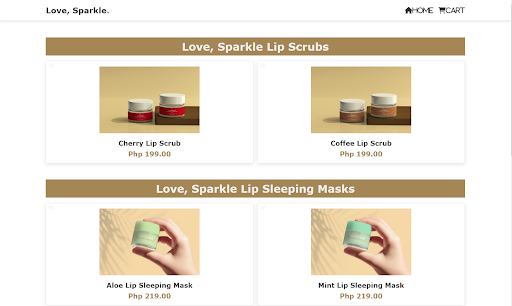 Love, Sparkle.
HOME CART
Love, Sparkle Lip Scrubs
Cherry Lip Scrub Coffee Lip Scrub
Php 199.00 Php 199.00
Love, Sparkle Lip Sleeping Masks
Aloe Lip Sleeping Mask Mint Lip Sleeping Mask
Php 219.00 Php 219.00